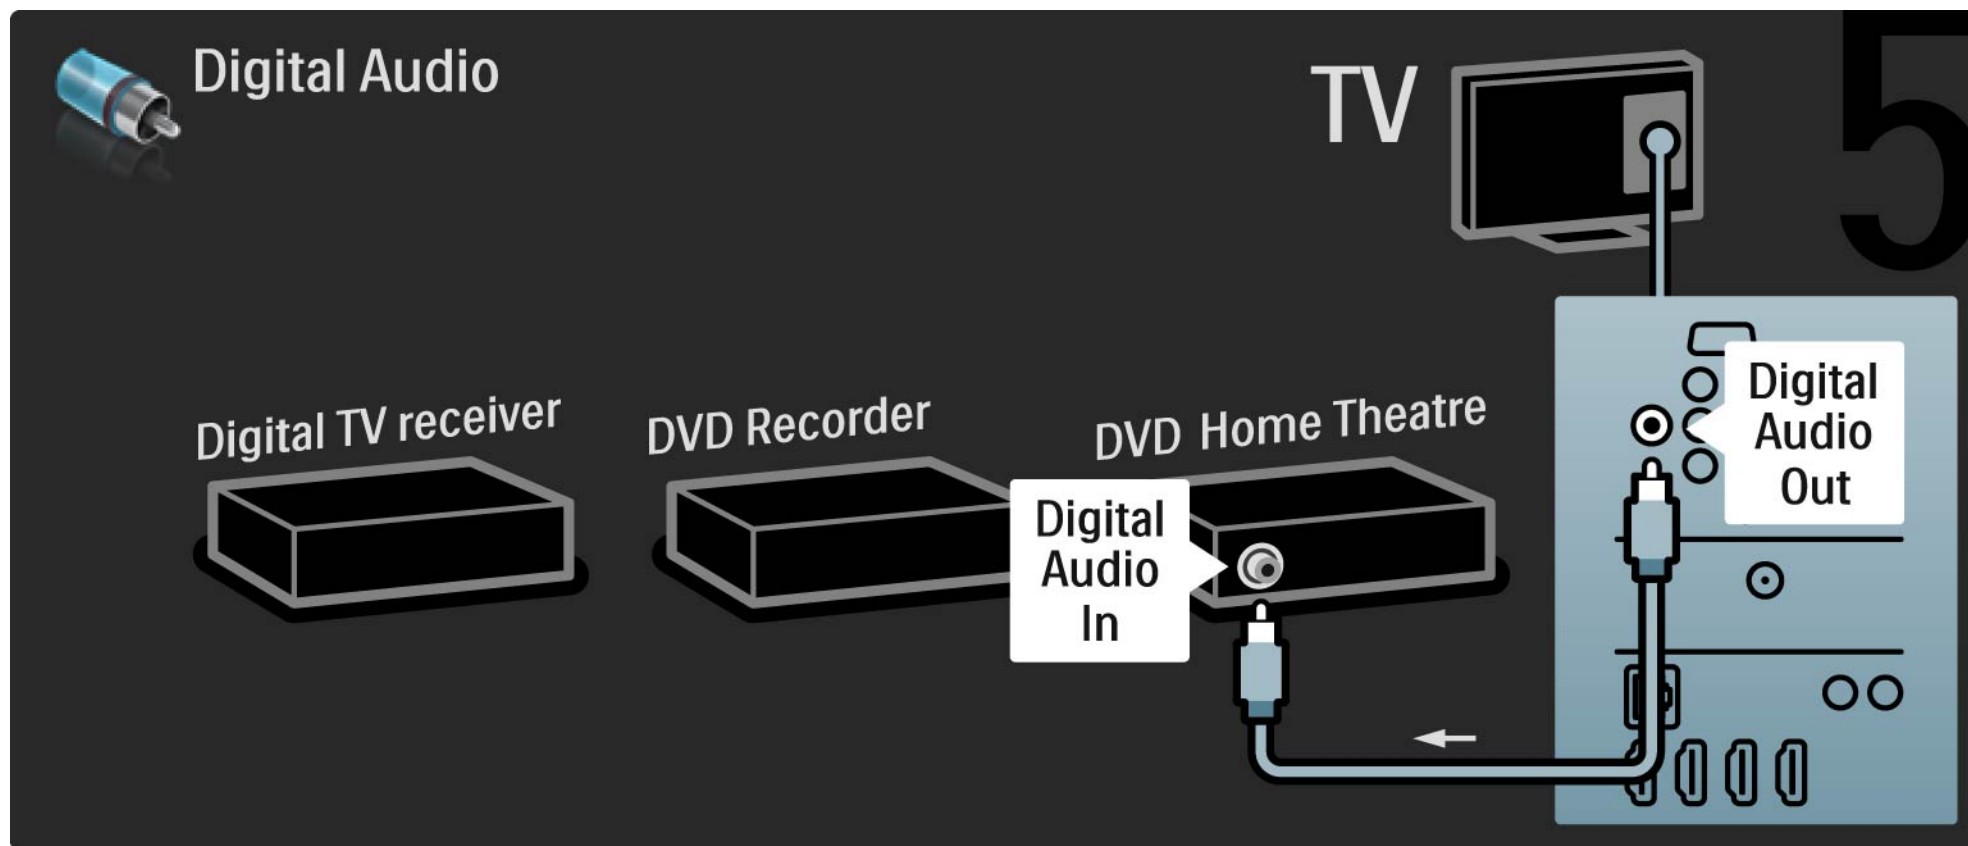 Digital Audio
TV
5
Digital TV receiver
DVD Recorder
DVD Home Theatre
Digital
Audio
In
Digital
Audio
Out